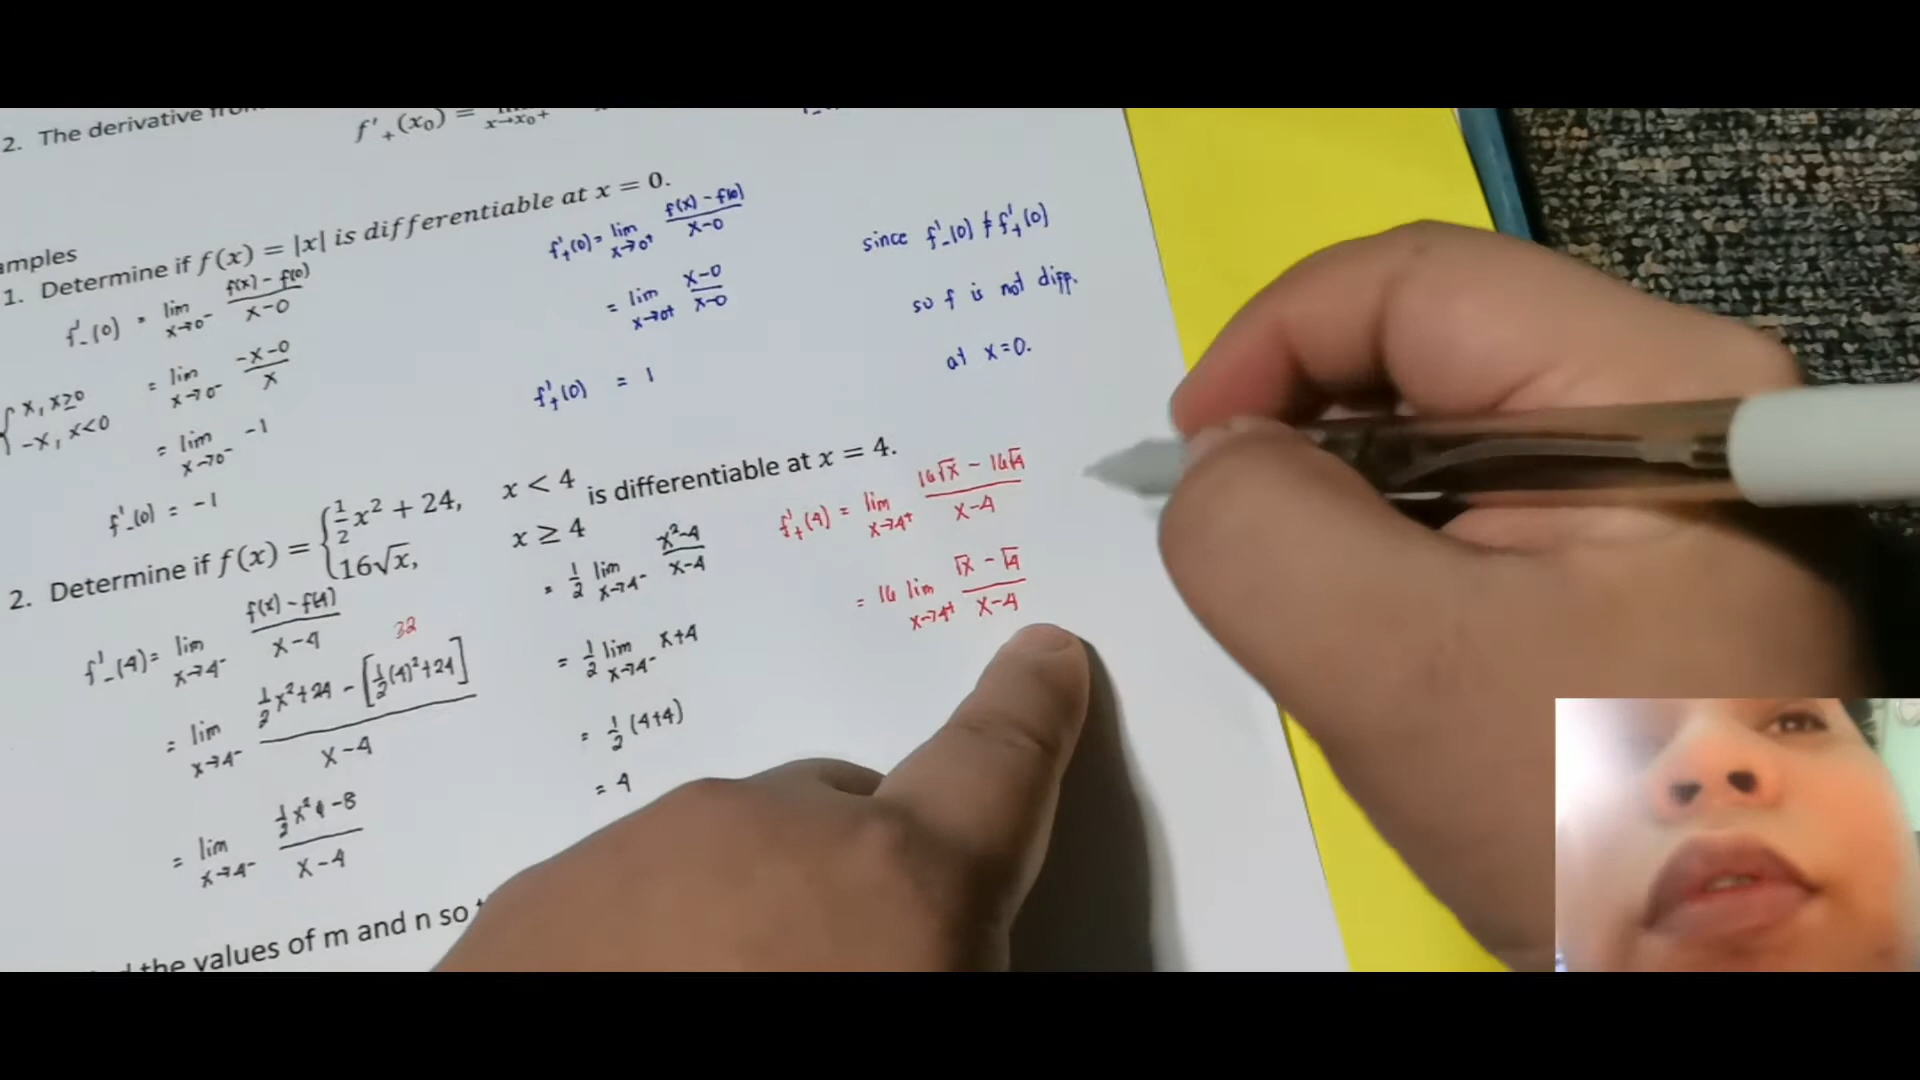 2. The derivative
f'₊(x₀) =
x→x₀⁺
amples
1. Determine if f(x) = |x| is differentiable at x = 0.
f'₋(0) = lim x→0⁻ (f(x) - f(0))/(x-0)
= lim x→0⁻ (-x-0)/x
{x, x≥0
-x, x<0
= lim x→0⁻ -1
f'₋(0) = -1
f'₊(0) = lim x→0⁺ (f(x) - f(0))/(x-0)
= lim x→0⁺ (x-0)/(x-0)
f'₊(0) = 1
since f'₋(0) ≠ f'₊(0)
so f is not diff.
at x=0.
2. Determine if f(x) = {½x² + 24, x < 4
16√x, x ≥ 4 is differentiable at x = 4.
f'₋(4) = lim x→4⁻ (f(x) - f(4))/(x-4)
32
= lim x→4⁻ (½x²+24 - [½(4)²+24])/(x-4)
= lim x→4⁻ (½x² -8)/(x-4)
= ½ lim x→4⁻ (x²-4)/(x-4)
= ½ lim x→4⁻ x+4
= ½(4+4)
= 4
f'₊(4) = lim x→4⁺ (16√x - 16√4)/(x-4)
= 16 lim x→4⁺ (√x - √4)/(x-4)
the values of m and n so